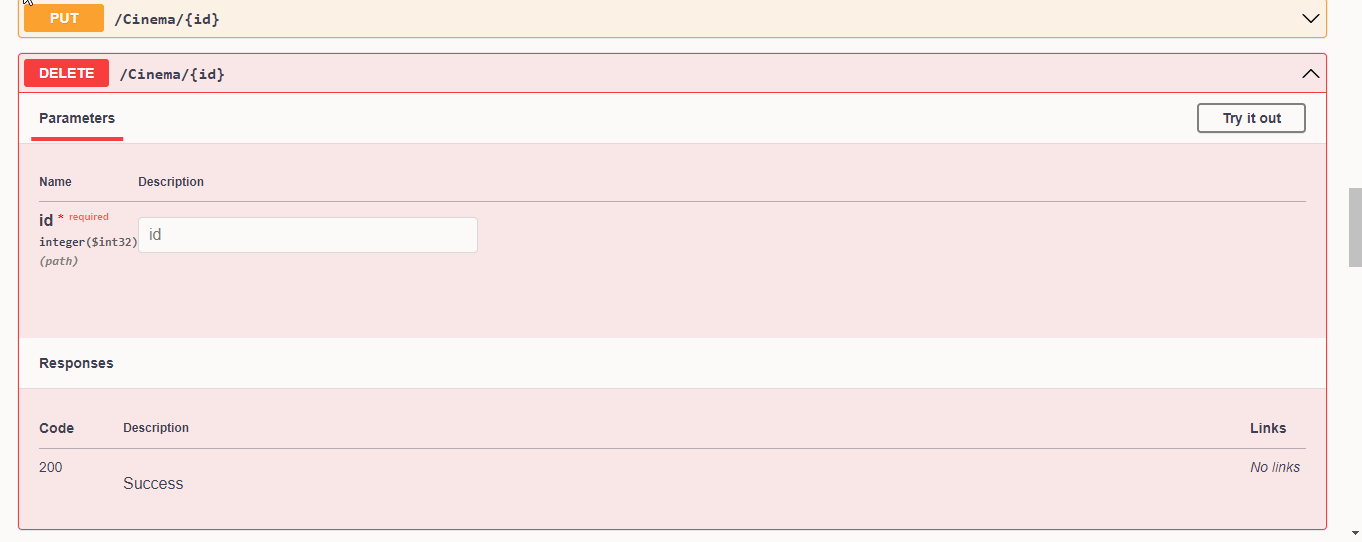 PUT /Cinema/{id}
DELETE /Cinema/{id}
Parameters Try it out
Name Description
id * required
integer($int32) id
(path)
Responses
Code Description Links
200 No links
Success